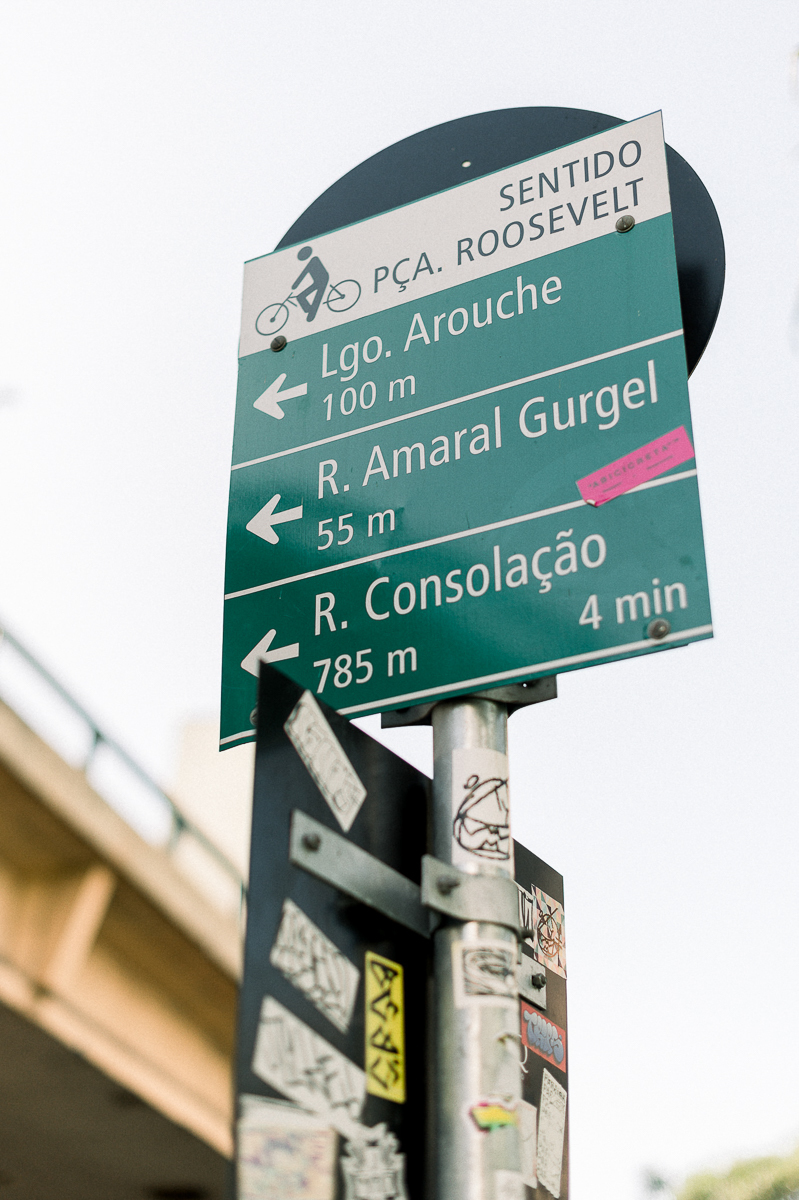 SENTIDO
PÇA. ROOSEVELT
Lgo. Arouche
100 m
R. Amaral Gurgel
55 m
R. Consolação
785 m 4 min